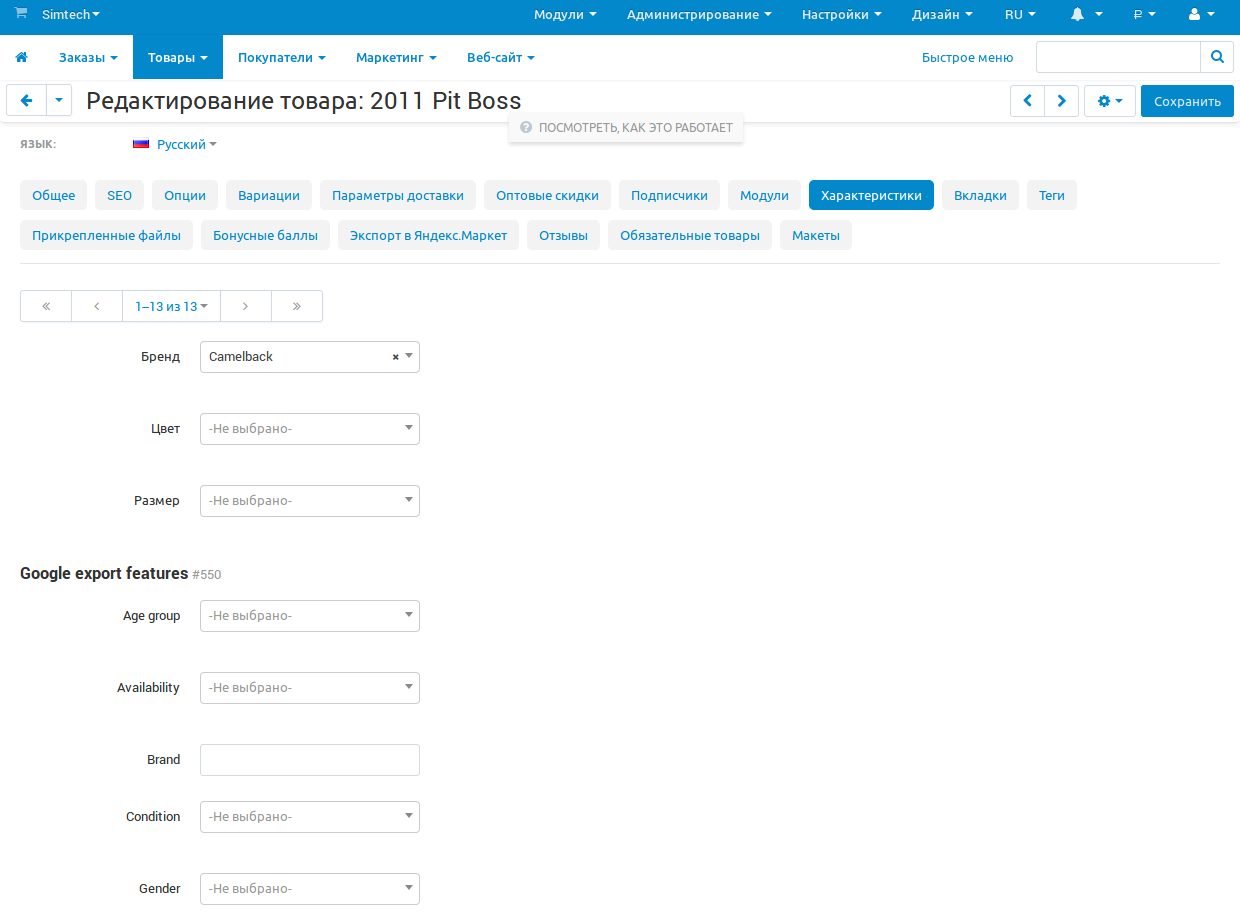 Simtech Модули Администрирование Настройки Дизайн RU ₽
Заказы Товары Покупатели Маркетинг Веб-сайт Быстрое меню
Редактирование товара: 2011 Pit Boss Сохранить
ПОСМОТРЕТЬ, КАК ЭТО РАБОТАЕТ
ЯЗЫК: Русский
Общее SEO Опции Вариации Параметры доставки Оптовые скидки Подписчики Модули Характеристики Вкладки Теги
Прикрепленные файлы Бонусные баллы Экспорт в Яндекс.Маркет Отзывы Обязательные товары Макеты
« ‹ 1–13 из 13 › »
Бренд Camelback ×
Цвет -Не выбрано-
Размер -Не выбрано-
Google export features #550
Age group -Не выбрано-
Availability -Не выбрано-
Brand
Condition -Не выбрано-
Gender -Не выбрано-